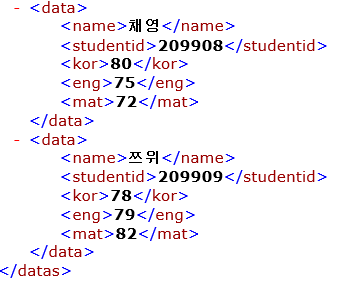 - <data>
<name>채영</name>
<studentid>209908</studentid>
<kor>80</kor>
<eng>75</eng>
<mat>72</mat>
</data>
- <data>
<name>쯔위</name>
<studentid>209909</studentid>
<kor>78</kor>
<eng>79</eng>
<mat>82</mat>
</data>
</datas>